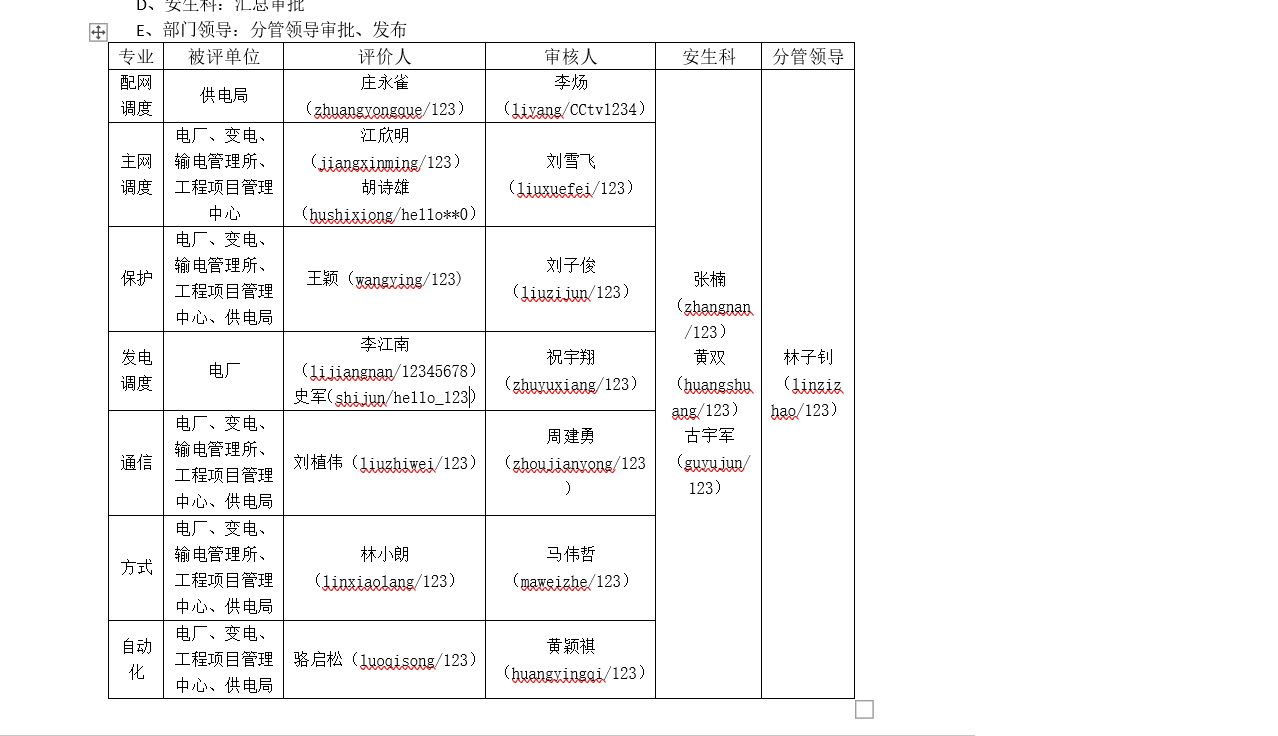 D、安生科：汇总审批
E、部门领导：分管领导审批、发布
专业 被评单位 评价人 审核人 安生科 分管领导
配网
调度
供电局
庄永雀
（zhuangyongque/123）
李炀
（liyang/CCtv1234）
主网
调度
电厂、变电、
输电管理所、
工程项目管理
中心
江欣明
（jiangxinming/123）
胡诗雄
（hushixiong/hello**0）
刘雪飞
（liuxuefei/123）
保护
电厂、变电、
输电管理所、
工程项目管理
中心、供电局
王颖（wangying/123）
刘子俊
（liuzijun/123）
发电
调度
电厂
李江南
（lijiangnan/12345678）
史军（shijun/hello_123）
祝宇翔
（zhuyuxiang/123）
通信
电厂、变电、
输电管理所、
工程项目管理
中心、供电局
刘植伟（liuzhiwei/123）
周建勇
（zhoujianyong/123
）
方式
电厂、变电、
输电管理所、
工程项目管理
中心、供电局
林小朗
（linxiaolang/123）
马伟哲
（maweizhe/123）
自动
化
电厂、变电、
工程项目管理
中心、供电局
骆启松（luoqisong/123）
黄颖祺
（huangyingqi/123）
张楠
（zhangnan
/123）
黄双
（huangshu
ang/123）
古宇军
（guyujun/
123）
林子钊
（linziz
hao/123）